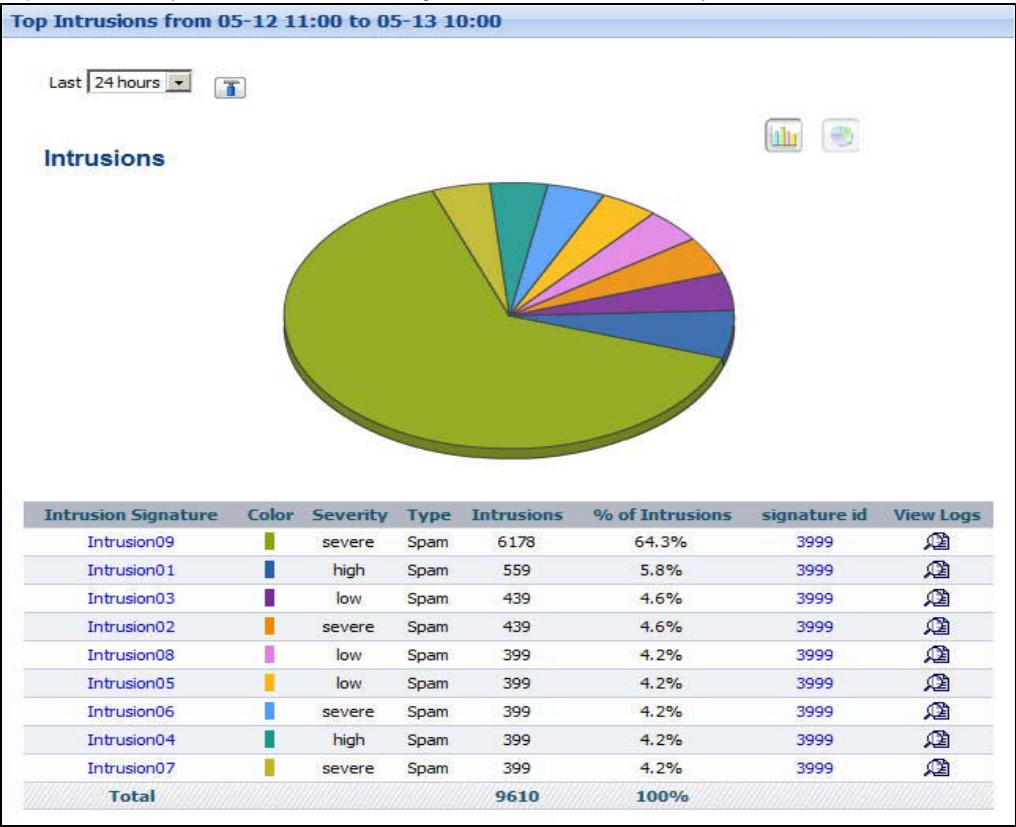 Top Intrusions from 05-12 11:00 to 05-13 10:00
Last 24 hours
Intrusions
Intrusion Signature Color Severity Type Intrusions % of Intrusions signature id View Logs
Intrusion09 severe Spam 6178 64.3% 3999
Intrusion01 high Spam 559 5.8% 3999
Intrusion03 low Spam 439 4.6% 3999
Intrusion02 severe Spam 439 4.6% 3999
Intrusion08 low Spam 399 4.2% 3999
Intrusion05 low Spam 399 4.2% 3999
Intrusion06 severe Spam 399 4.2% 3999
Intrusion04 high Spam 399 4.2% 3999
Intrusion07 severe Spam 399 4.2% 3999
Total 9610 100%